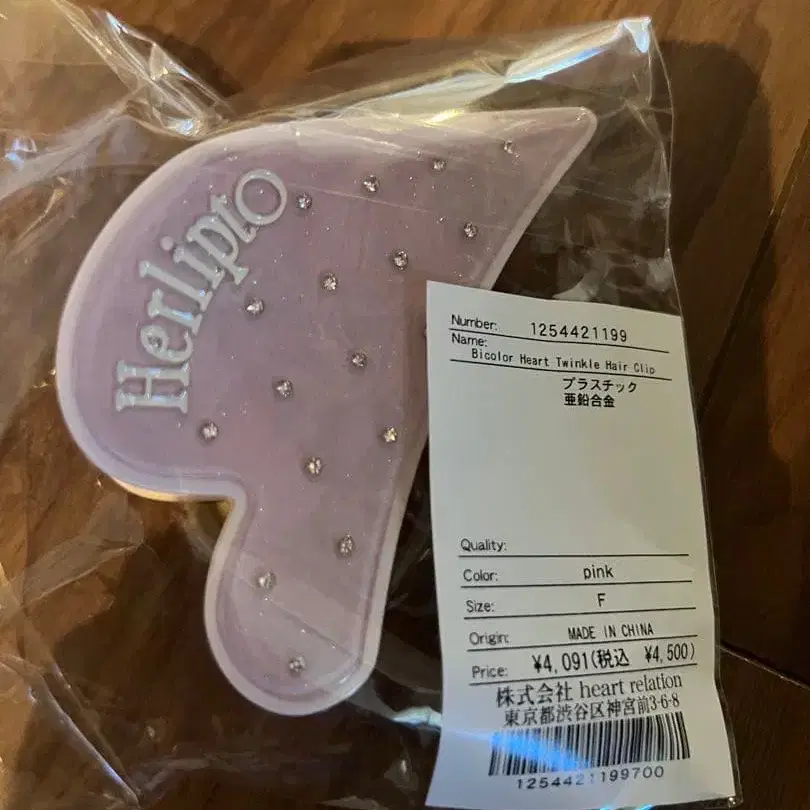 Herlipto
Number: 1254421199
Name:
Bicolor Heart Twinkle Hair Clip
プラスチック
亜鉛合金
Quality:
Color: pink
Size: F
Origin: MADE IN CHINA
Price: ¥4,091(税込 ¥4,500)
株式会社 heart relation
東京都渋谷区神宮前3-6-8
1254421199700